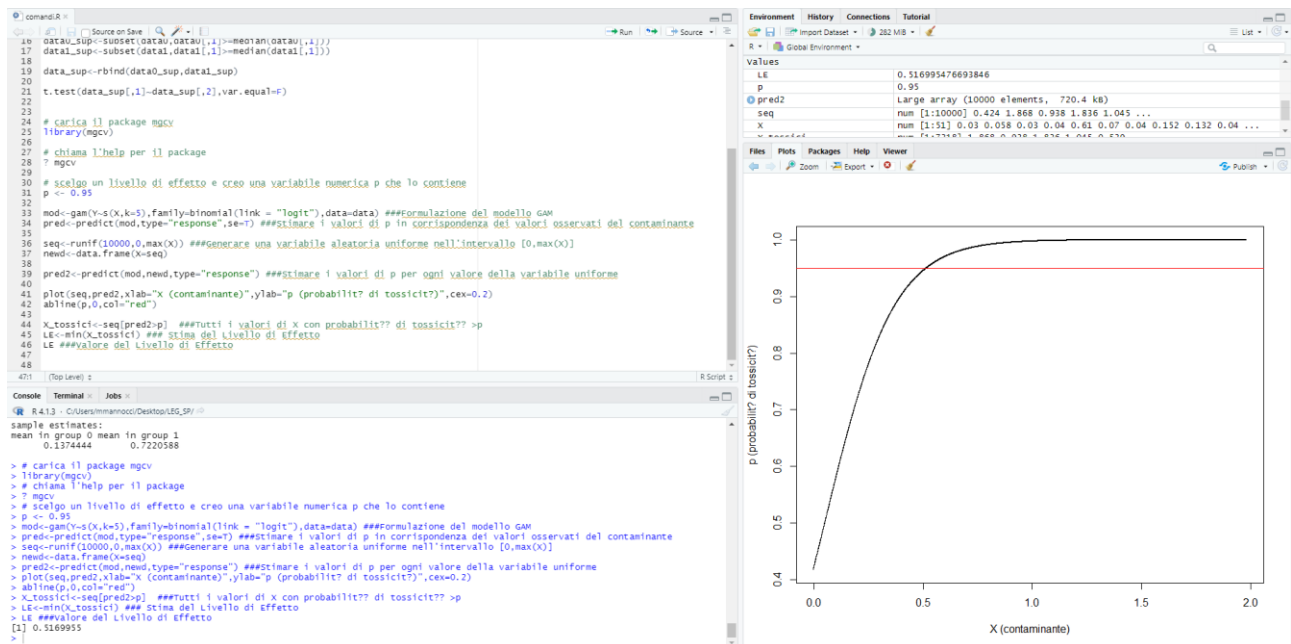 comandi.R ×
Source on Save
Run
Source
16 data0_sup<-subset(data0,data0[,1]>=median(data0[,1]))
17 data1_sup<-subset(data1,data1[,1]>=median(data1[,1]))
18
19 data_sup<-rbind(data0_sup,data1_sup)
20
21 t.test(data_sup[,1]~data_sup[,2],var.equal=F)
22
23
24 # carica il package mgcv
25 library(mgcv)
26
27 # chiama l'help per il package
28 ? mgcv
29
30 # scelgo un livello di effetto e creo una variabile numerica p che lo contiene
31 p <- 0.95
32
33 mod<-gam(Y~s(X,k=5),family=binomial(link = "logit"),data=data) ###Formulazione del modello GAM
34 pred<-predict(mod,type="response",se=T) ###Stimare i valori di p in corrispondenza dei valori osservati del contaminante
35
36 seq<-runif(10000,0,max(X)) ###Generare una variabile aleatoria uniforme nell'intervallo [0,max(X)]
37 newd<-data.frame(X=seq)
38
39 pred2<-predict(mod,newd,type="response") ###Stimare i valori di p per ogni valore della variabile uniforme
40
41 plot(seq,pred2,xlab="X (contaminante)",ylab="p (probabilit? di tossicit?)",cex=0.2)
42 abline(p,0,col="red")
43
44 X_tossici<-seq[pred2>p] ###Tutti i valori di X con probabilit?? di tossicit?? >p
45 LE<-min(X_tossici) ### Stima del Livello di Effetto
46 LE ###Valore del Livello di Effetto
47
48
47:1 (Top Level)
R Script
Console Terminal × Jobs ×
R 4.1.3 · C:/Users/mmannocci/Desktop/LEG_SP/
sample estimates:
mean in group 0 mean in group 1
0.1374444 0.7220588
> # carica il package mgcv
> library(mgcv)
> # chiama l'help per il package
> ? mgcv
> # scelgo un livello di effetto e creo una variabile numerica p che lo contiene
> p <- 0.95
> mod<-gam(Y~s(X,k=5),family=binomial(link = "logit"),data=data) ###Formulazione del modello GAM
> pred<-predict(mod,type="response",se=T) ###Stimare i valori di p in corrispondenza dei valori osservati del contaminante
> seq<-runif(10000,0,max(X)) ###Generare una variabile aleatoria uniforme nell'intervallo [0,max(X)]
> newd<-data.frame(X=seq)
> pred2<-predict(mod,newd,type="response") ###Stimare i valori di p per ogni valore della variabile uniforme
> plot(seq,pred2,xlab="X (contaminante)",ylab="p (probabilit? di tossicit?)",cex=0.2)
> abline(p,0,col="red")
> X_tossici<-seq[pred2>p] ###Tutti i valori di X con probabilit?? di tossicit?? >p
> LE<-min(X_tossici) ### Stima del Livello di Effetto
> LE ###Valore del Livello di Effetto
[1] 0.5169955
>
Environment History Connections Tutorial
Import Dataset 282 MiB List
R Global Environment
Values
LE 0.516995476693846
p 0.95
pred2 Large array (10000 elements, 720.4 kB)
seq num [1:10000] 0.424 1.868 0.938 1.836 1.045 ...
X num [1:51] 0.03 0.058 0.03 0.04 0.61 0.07 0.04 0.152 0.132 0.04 ...
X_tossici num [1:7218] 1.868 0.938 1.836 1.045 0.539
Files Plots Packages Help Viewer
Zoom Export Publish
p (probabilit? di tossicit?)
1.0
0.9
0.8
0.7
0.6
0.5
0.4
0.0 0.5 1.0 1.5 2.0
X (contaminante)